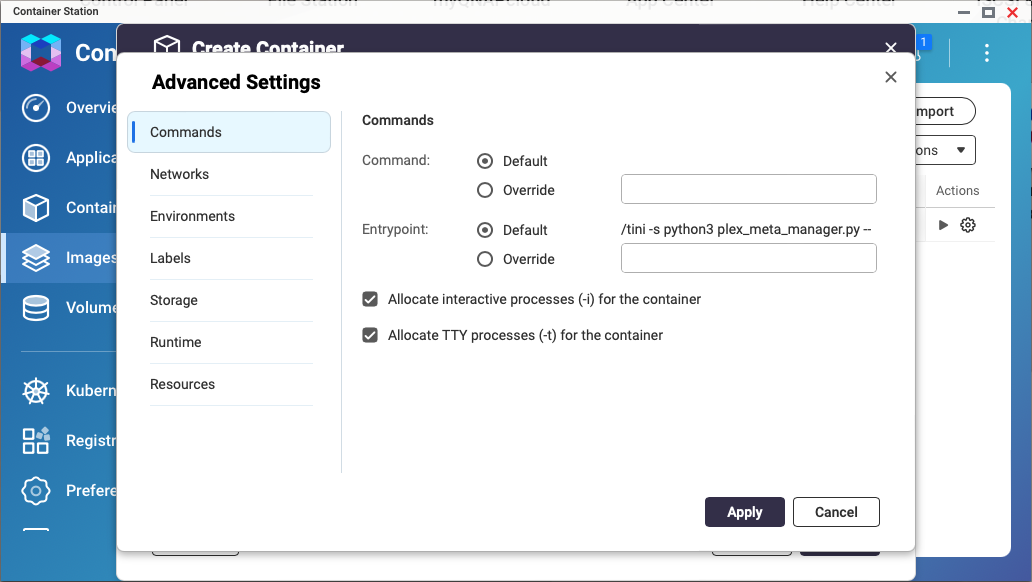 Container Station
Con
Create Container
1
Advanced Settings
Overvie
Applica
Contain
Images
Volume
Kubern
Registr
Prefere
Commands
Networks
Environments
Labels
Storage
Runtime
Resources
Commands
Command:
Default
Override
Entrypoint:
Default
/tini -s python3 plex_meta_manager.py --
Override
Allocate interactive processes (-i) for the container
Allocate TTY processes (-t) for the container
Apply
Cancel
mport
ons
Actions